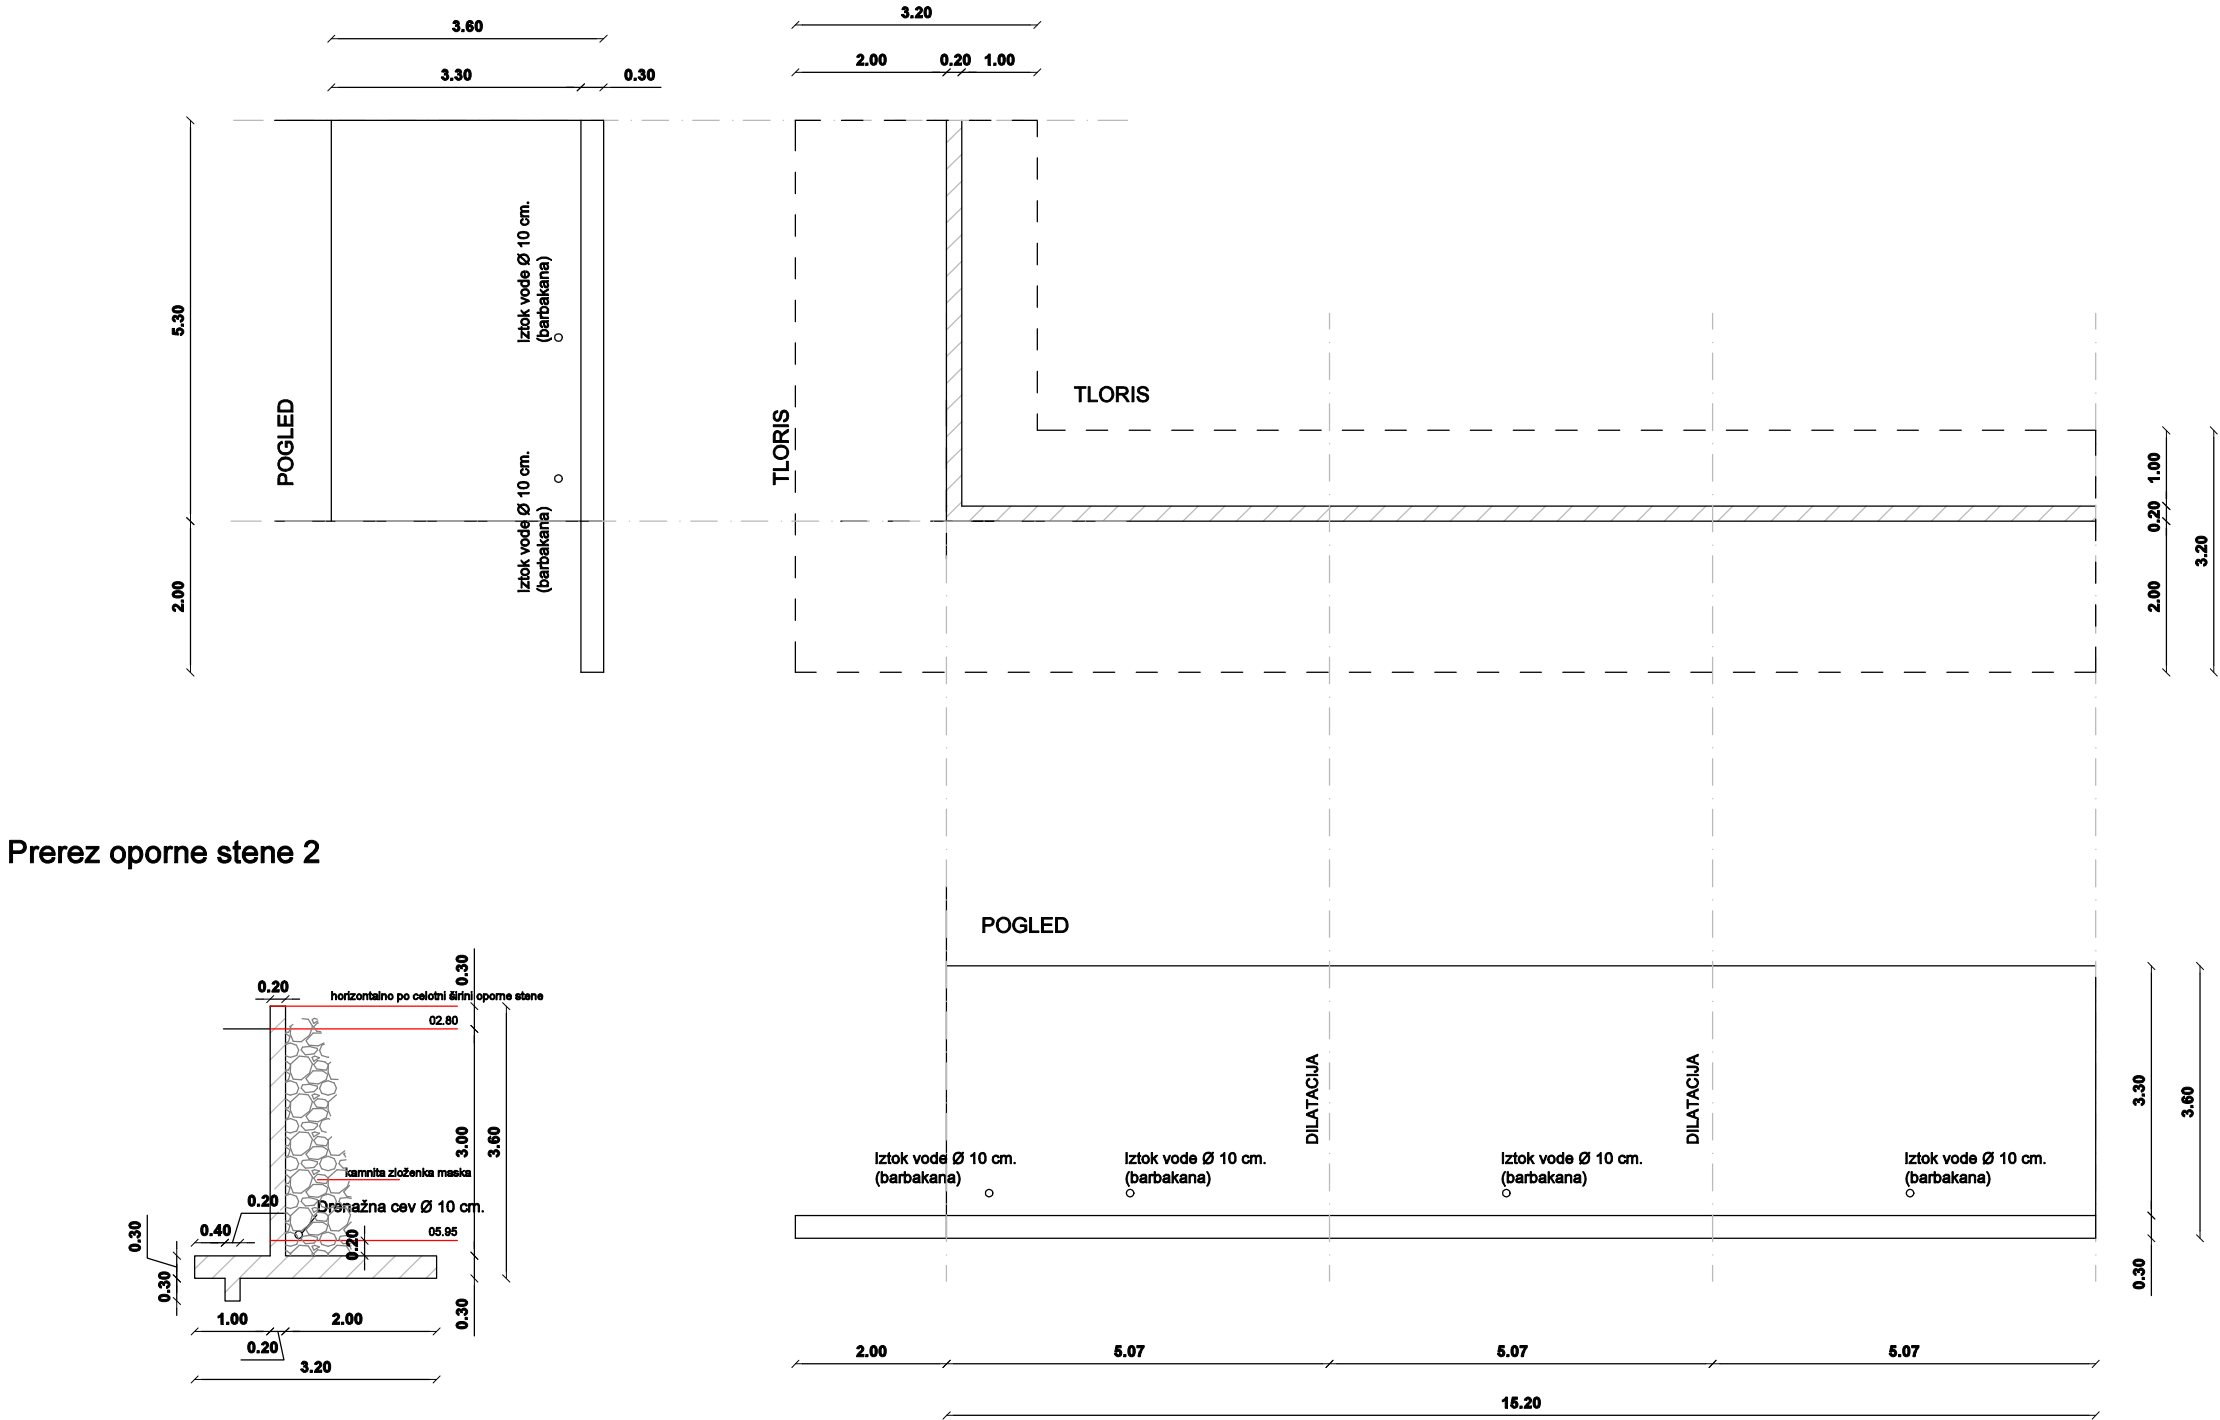 3.20
3.60
2.00
0.20
1.00
3.30
0.30
5.30
Iztok vode Ø 10 cm.
(barbakana)
POGLED
TLORIS
TLORIS
Iztok vode Ø 10 cm.
(barbakana)
2.00
1.00
0.20
2.00
3.20
Prerez oporne stene 2
POGLED
0.30
0.20
horizontalno po celotni širini oporne stene
02.80
3.00
3.60
kamnita zloženka maska
0.20
Drenažna cev Ø 10 cm.
0.40
05.95
0.20
0.30
0.30
0.30
1.00
2.00
0.20
3.20
DILATACIJA
DILATACIJA
3.30
3.60
Iztok vode Ø 10 cm.
(barbakana)
Iztok vode Ø 10 cm.
(barbakana)
Iztok vode Ø 10 cm.
(barbakana)
Iztok vode Ø 10 cm.
(barbakana)
0.30
2.00
5.07
5.07
5.07
15.20